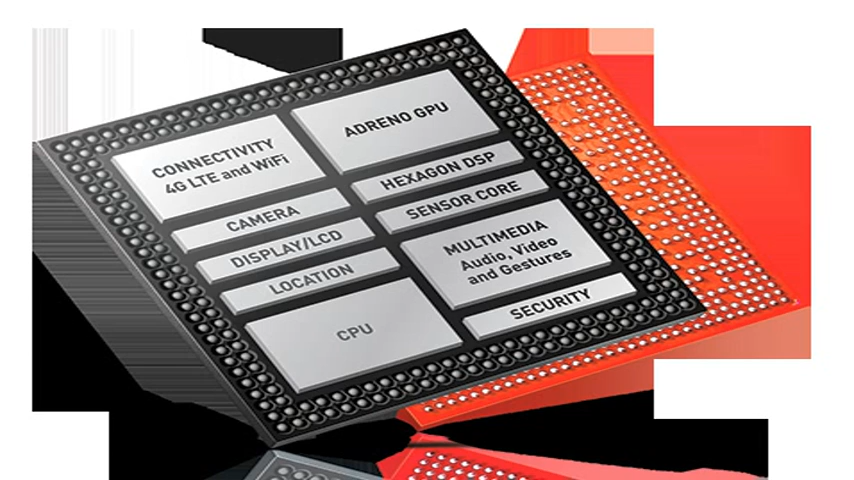 CONNECTIVITY
4G LTE and WiFi
ADRENO GPU
HEXAGON DSP
SENSOR CORE
CAMERA
DISPLAY/LCD
LOCATION
MULTIMEDIA
Audio, Video
and Gestures
CPU
SECURITY